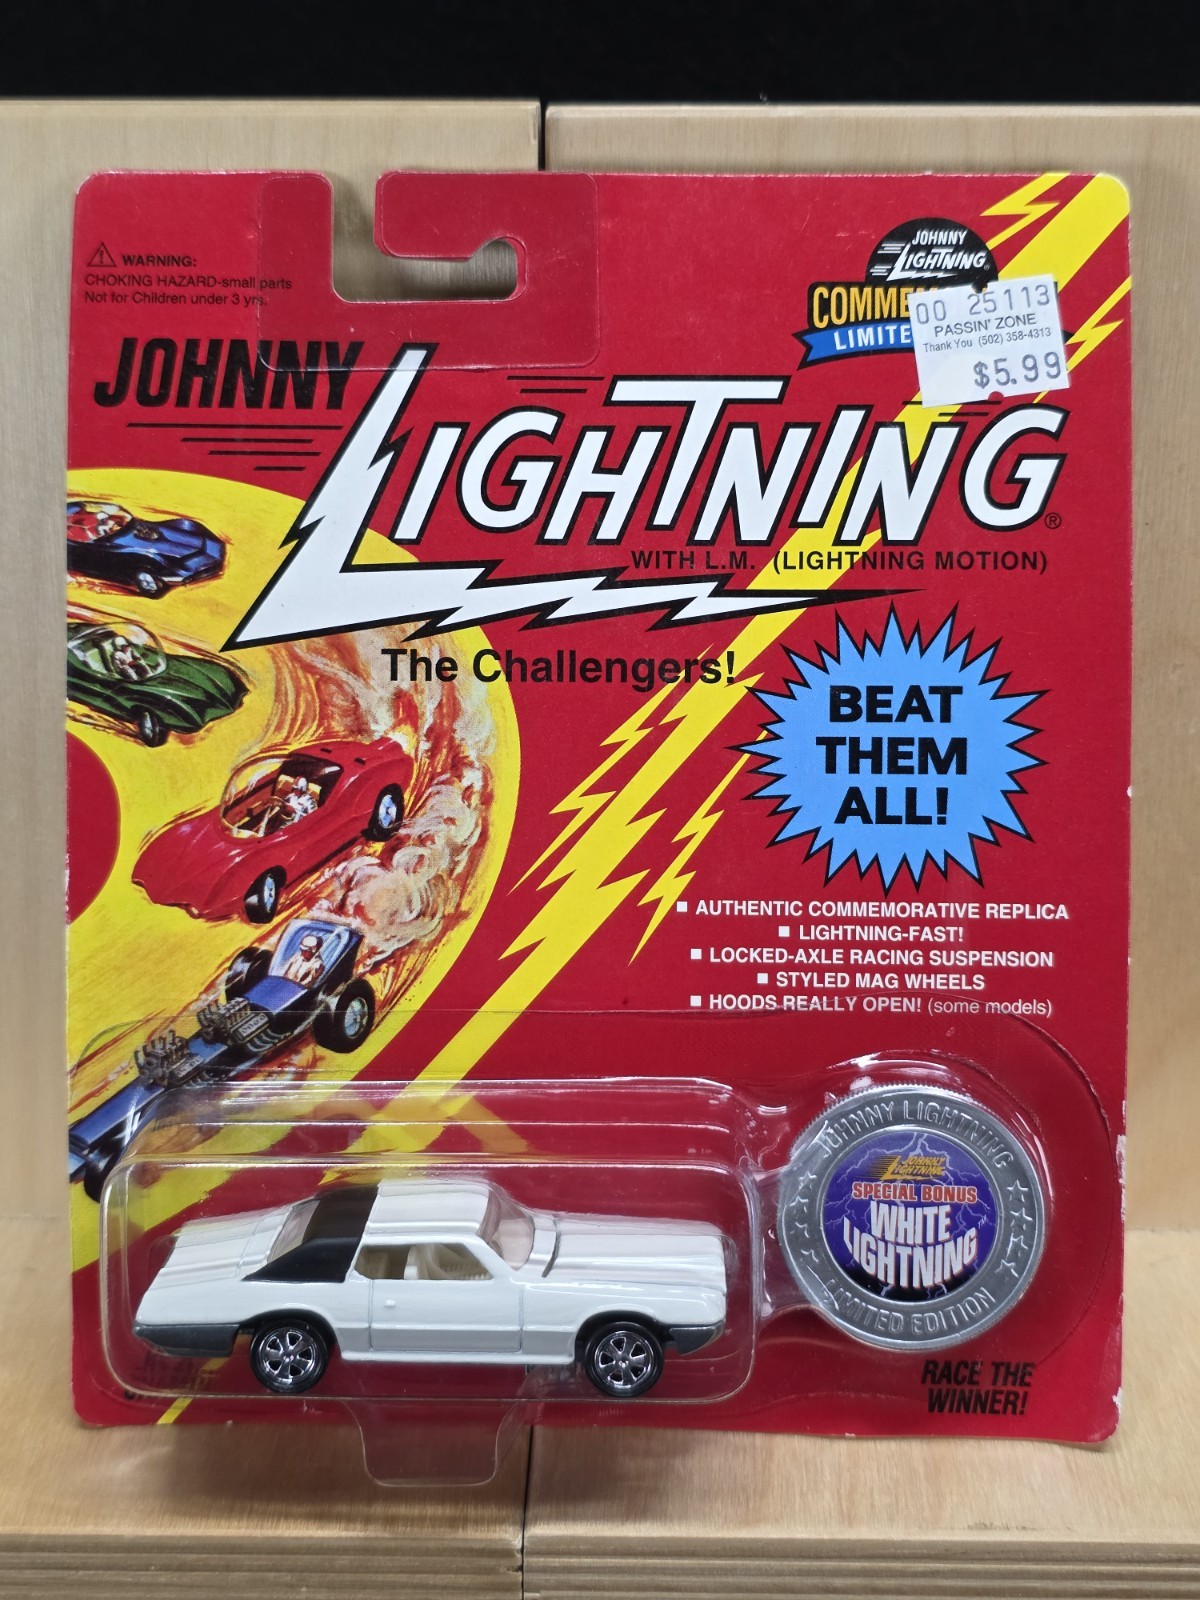 WARNING:
CHOKING HAZARD-small parts
Not for Children under 3 yrs.
JOHNNY
LIGHTNING®
COMME
LIMITE
00 25113
PASSIN' ZONE
Thank You (502) 358-4313
$5.99
JOHNNY
LIGHTNING®
WITH L.M. (LIGHTNING MOTION)
The Challengers!
BEAT
THEM
ALL!
■ AUTHENTIC COMMEMORATIVE REPLICA
■ LIGHTNING-FAST!
■ LOCKED-AXLE RACING SUSPENSION
■ STYLED MAG WHEELS
■ HOODS REALLY OPEN! (some models)
JOHNNY LIGHTNING
JOHNNY
LIGHTNING
SPECIAL BONUS
WHITE
LIGHTNING
LIMITED EDITION
RACE THE
WINNER!